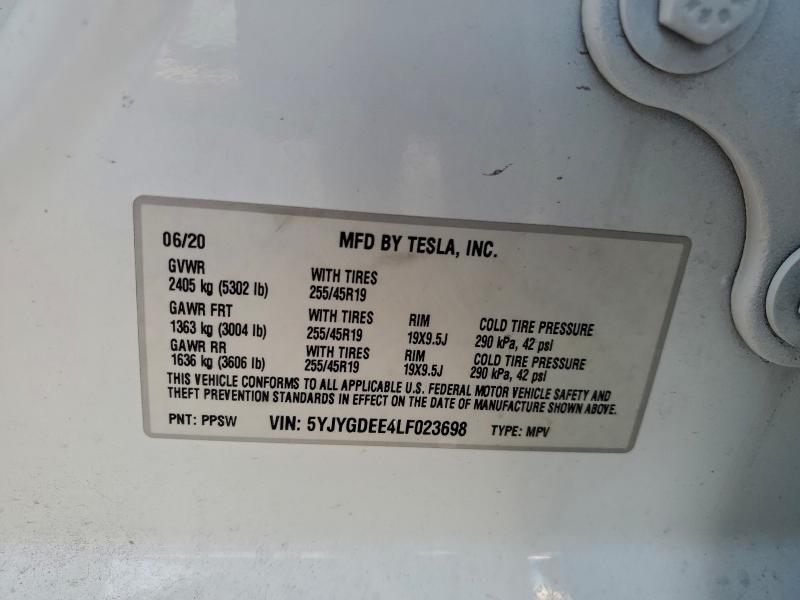 06/20 MFD BY TESLA, INC.
GVWR WITH TIRES
2405 kg (5302 lb) 255/45R19
GAWR FRT WITH TIRES RIM COLD TIRE PRESSURE
1363 kg (3004 lb) 255/45R19 19X9.5J 290 kPa, 42 psi
GAWR RR WITH TIRES RIM COLD TIRE PRESSURE
1636 kg (3606 lb) 255/45R19 19X9.5J 290 kPa, 42 psi
THIS VEHICLE CONFORMS TO ALL APPLICABLE U.S. FEDERAL MOTOR VEHICLE SAFETY AND
THEFT PREVENTION STANDARDS IN EFFECT ON THE DATE OF MANUFACTURE SHOWN ABOVE.
PNT: PPSW VIN: 5YJYGDEE4LF023698 TYPE: MPV